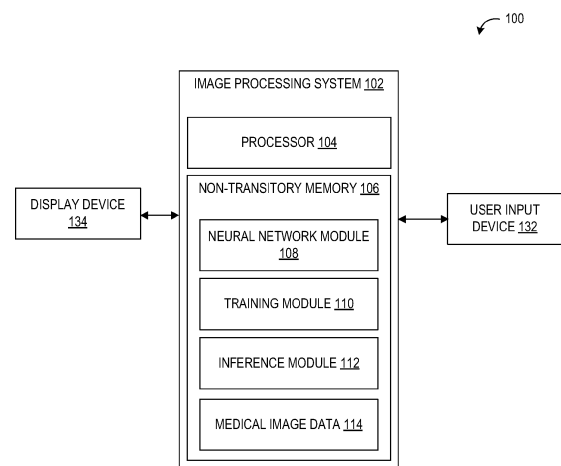 100
IMAGE PROCESSING SYSTEM 102
PROCESSOR 104
NON-TRANSITORY MEMORY 106
DISPLAY DEVICE
134
USER INPUT
DEVICE 132
NEURAL NETWORK MODULE
108
TRAINING MODULE 110
INFERENCE MODULE 112
MEDICAL IMAGE DATA 114